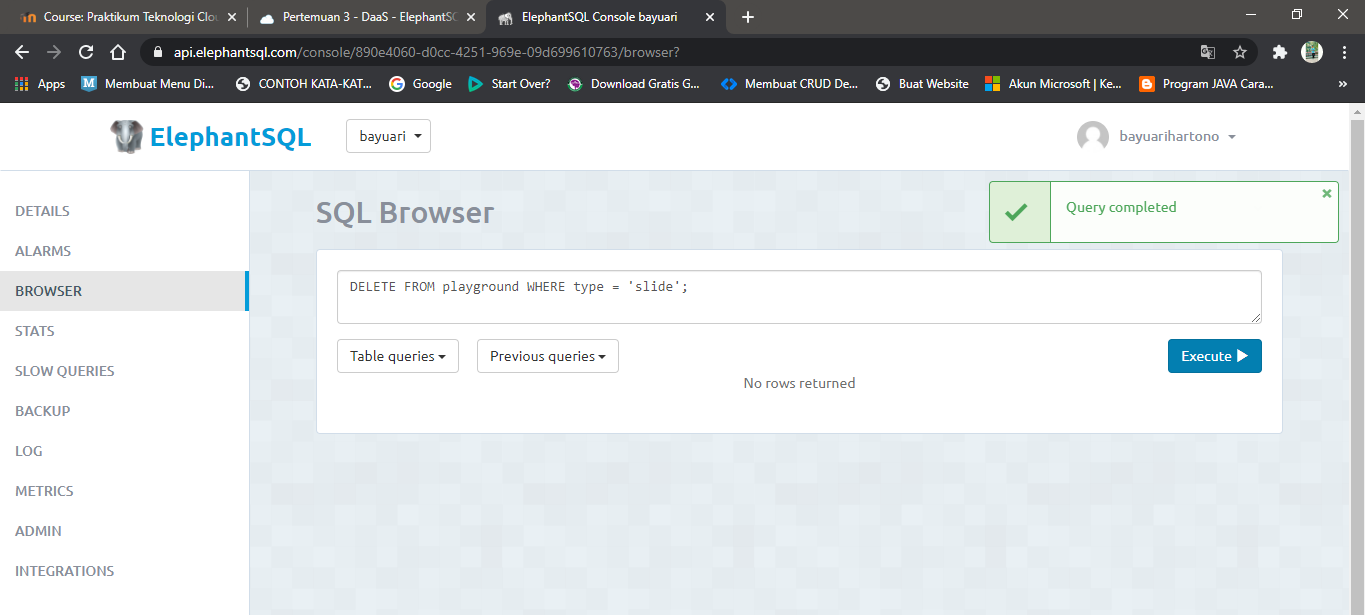 Course: Praktikum Teknologi Clou
Pertemuan 3 - DaaS - ElephantSQ
ElephantSQL Console bayuari
api.elephantsql.com/console/890e4060-d0cc-4251-969e-09d699610763/browser?
Apps
Membuat Menu Di...
CONTOH KATA-KAT...
Google
Start Over?
Download Gratis G...
Membuat CRUD De...
Buat Website
Akun Microsoft | Ke...
Program JAVA Cara...
ElephantSQL
bayuari
bayuarihartono
DETAILS
ALARMS
BROWSER
STATS
SLOW QUERIES
BACKUP
LOG
METRICS
ADMIN
INTEGRATIONS
SQL Browser
Query completed
DELETE FROM playground WHERE type = 'slide';
Table queries
Previous queries
Execute
No rows returned